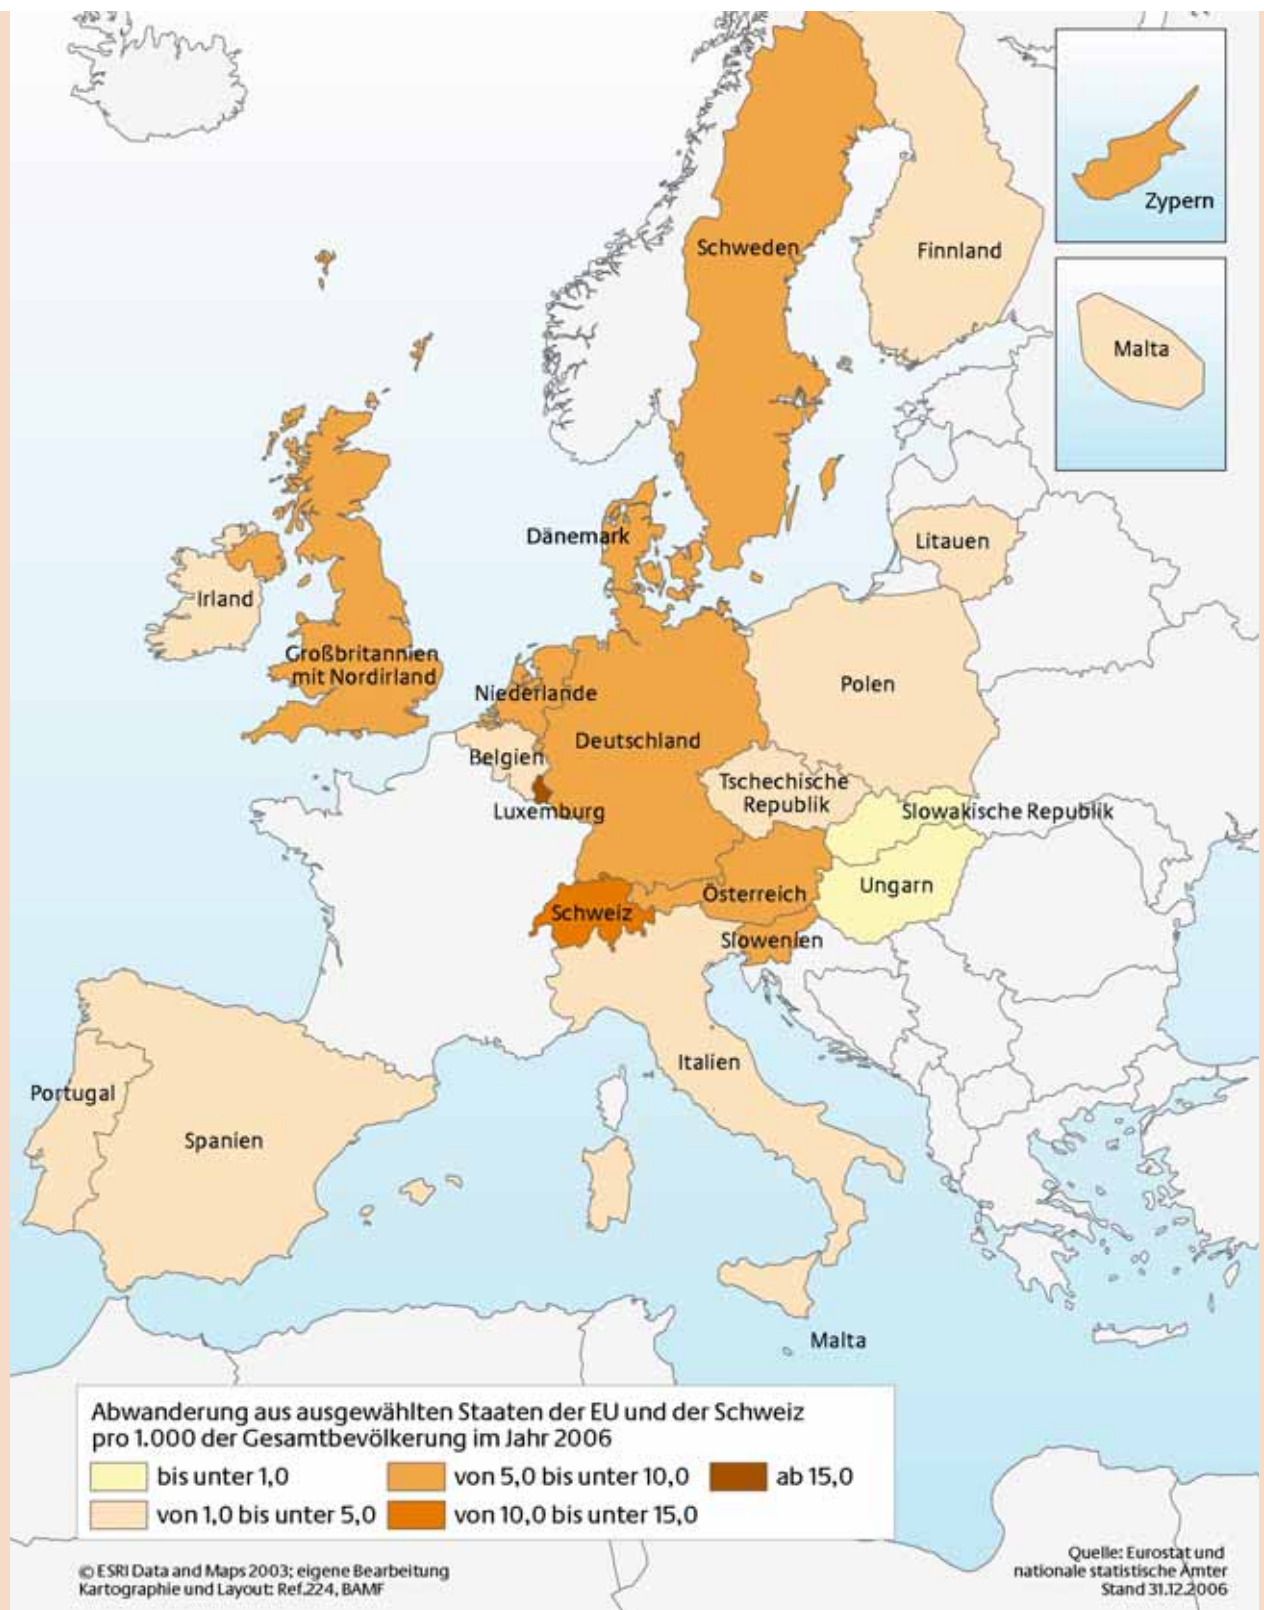 Zypern
Schweden
Finnland
Malta
Dänemark
Litauen
Irland
Großbritannien
mit Nordirland
Niederlande
Polen
Deutschland
Belgien
Tschechische
Republik
Luxemburg
Slowakische Republik
Ungarn
Österreich
Schweiz
Slowenien
Italien
Portugal
Spanien
Malta
Abwanderung aus ausgewählten Staaten der EU und der Schweiz
pro 1.000 der Gesamtbevölkerung im Jahr 2006
bis unter 1,0
von 5,0 bis unter 10,0
ab 15,0
von 1,0 bis unter 5,0
von 10,0 bis unter 15,0
© ESRI Data and Maps 2003; eigene Bearbeitung
Kartographie und Layout: Ref.224, BAMF
Quelle: Eurostat und
nationale statistische Ämter
Stand 31.12.2006